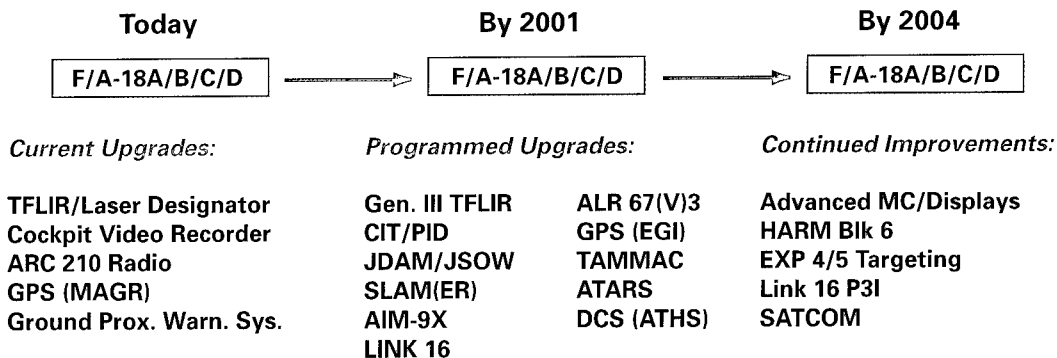 Today
By 2001
By 2004
F/A-18A/B/C/D
F/A-18A/B/C/D
F/A-18A/B/C/D
Current Upgrades:
TFLIR/Laser Designator
Cockpit Video Recorder
ARC 210 Radio
GPS (MAGR)
Ground Prox. Warn. Sys.
Programmed Upgrades:
Gen. III TFLIR
CIT/PID
JDAM/JSOW
SLAM(ER)
AIM-9X
LINK 16
ALR 67(V)3
GPS (EGI)
TAMMAC
ATARS
DCS (ATHS)
Continued Improvements:
Advanced MC/Displays
HARM Blk 6
EXP 4/5 Targeting
Link 16 P3I
SATCOM